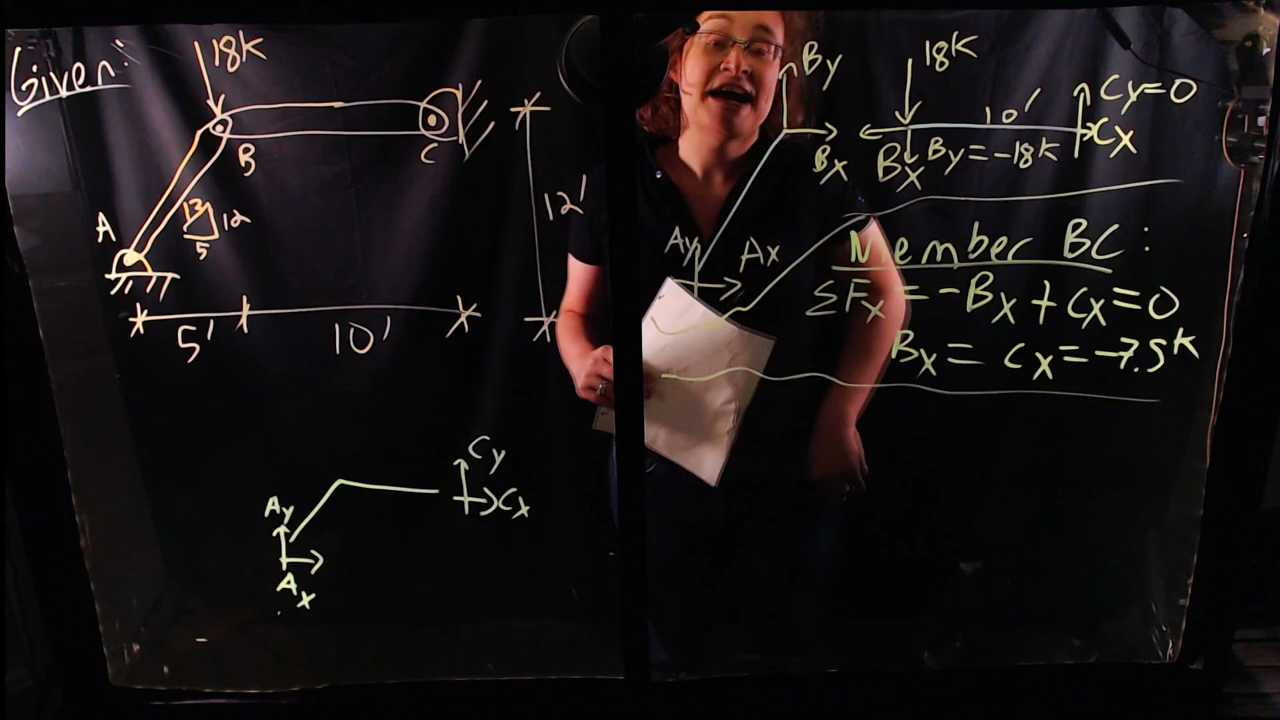 Given:
18K
B
C
A
13
12
5
12'
5'
10'
Cy
Cx
Ay
Ax
By
Bx
Ay
Ax
18K
10'
Cy=0
Cx
Bx
By=-18K
Member BC:
ΣFx = -Bx + Cx = 0
Bx = Cx = -7.5K